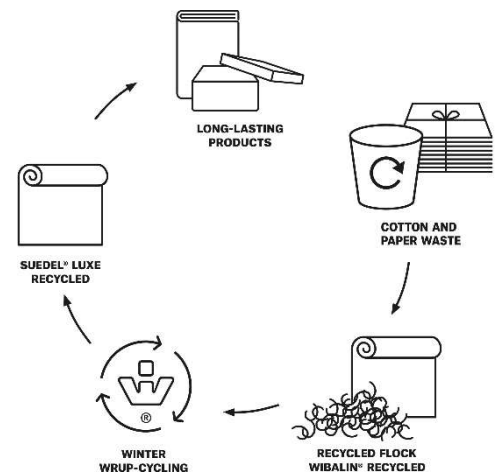 LONG-LASTING
PRODUCTS
COTTON AND
PAPER WASTE
SUEDEL® LUXE
RECYCLED
®
WINTER
WRUP-CYCLING
RECYCLED FLOCK
WIBALIN® RECYCLED